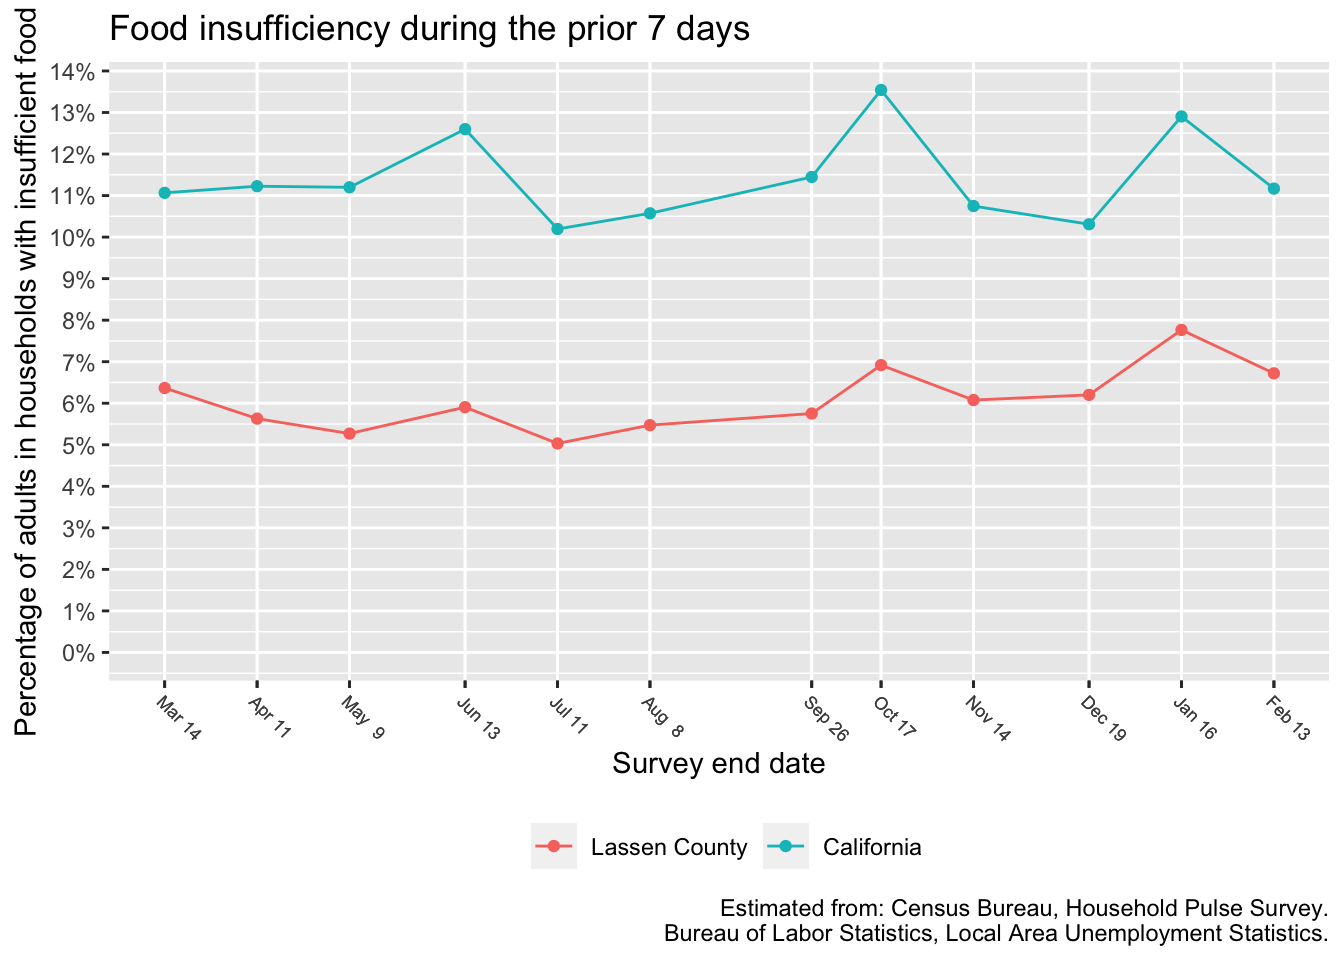 Food insufficiency during the prior 7 days
Percentage of adults in households with insufficient food
14%
13%
12%
11%
10%
9%
8%
7%
6%
5%
4%
3%
2%
1%
0%
Mar 14
Apr 11
May 9
Jun 13
Jul 11
Aug 8
Sep 26
Oct 17
Nov 14
Dec 19
Jan 16
Feb 13
Survey end date
Lassen County
California
Estimated from: Census Bureau, Household Pulse Survey.
Bureau of Labor Statistics, Local Area Unemployment Statistics.